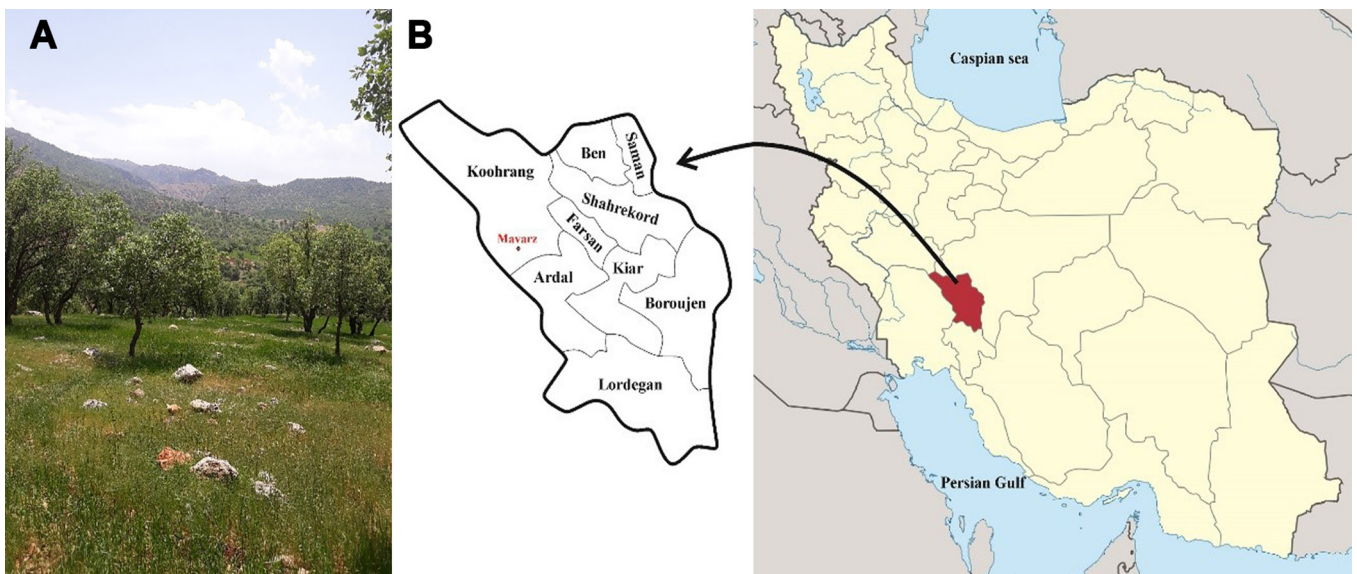 A
B
Caspian sea
Ben
Saman
Koohrang
Shahrekord
Farsan
Mavarz
Ardal
Kiar
Boroujen
Lordegan
Persian Gulf